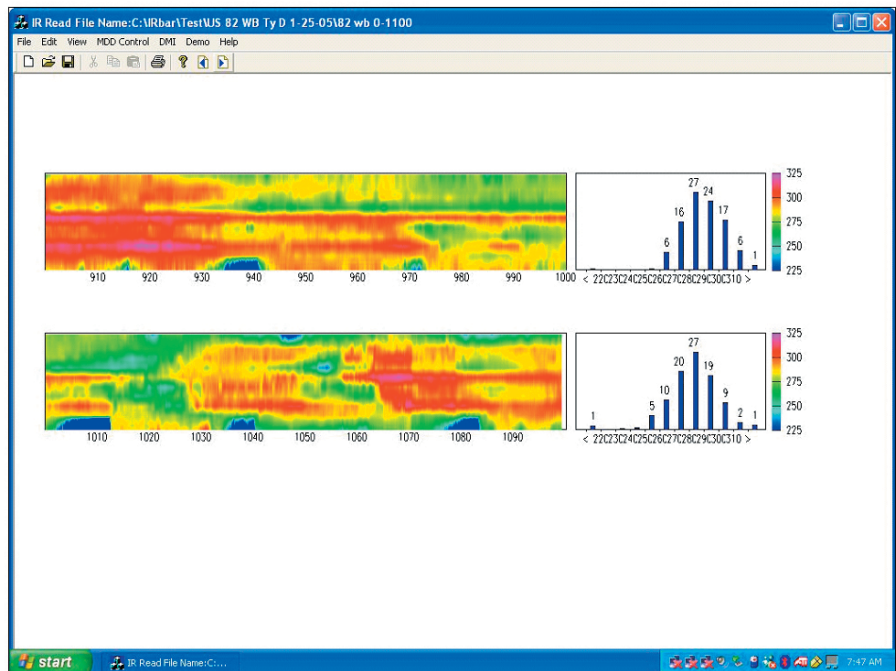 IR Read File Name:C:\IRbar\Test\US 82 WB Ty D 1-25-05\82 wb 0-1100
File Edit View MDD Control DMI Demo Help
910 920 930 940 950 960 970 980 990 1000
6 16 27 24 17 6 1
< 22C23C24C25C26C27C28C29C30C310 >
325
300
275
250
225
1010 1020 1030 1040 1050 1060 1070 1080 1090
1 5 10 20 27 19 9 2 1
< 22C23C24C25C26C27C28C29C30C310 >
325
300
275
250
225
start IR Read File Name:C:... 7:47 AM